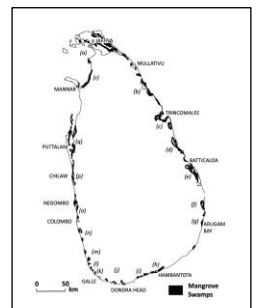 JAFFNA
(a)
MULLATIVU
(r)
(b)
MANNAR
TRINCOMALEE
(c)
(d)
PUTTALAM
(q)
BATTICALOA
(e)
CHILAW
(p)
(f)
NEGOMBO
(o)
(g)
ARUGAM
BAY
COLOMBO
(n)
(m)
(l)
(k)
(j)
(i)
(h)
HAMBANTOTA
GALLE
DONDRA HEAD
0 50
km
Mangrove
Swamps